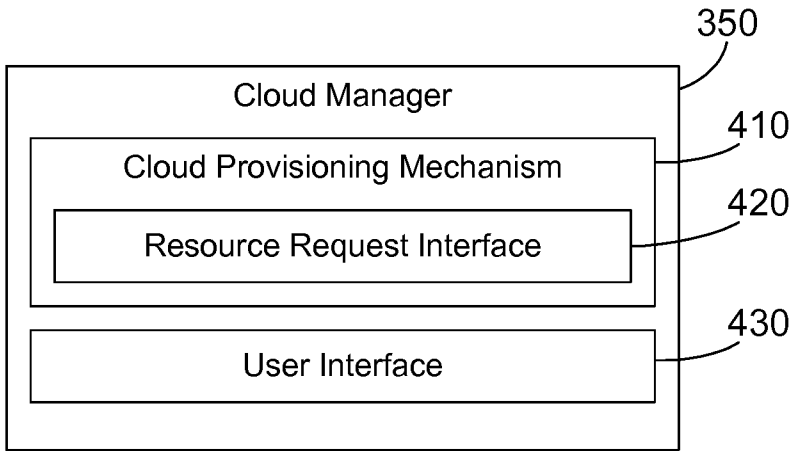 350
Cloud Manager
410
Cloud Provisioning Mechanism
420
Resource Request Interface
430
User Interface